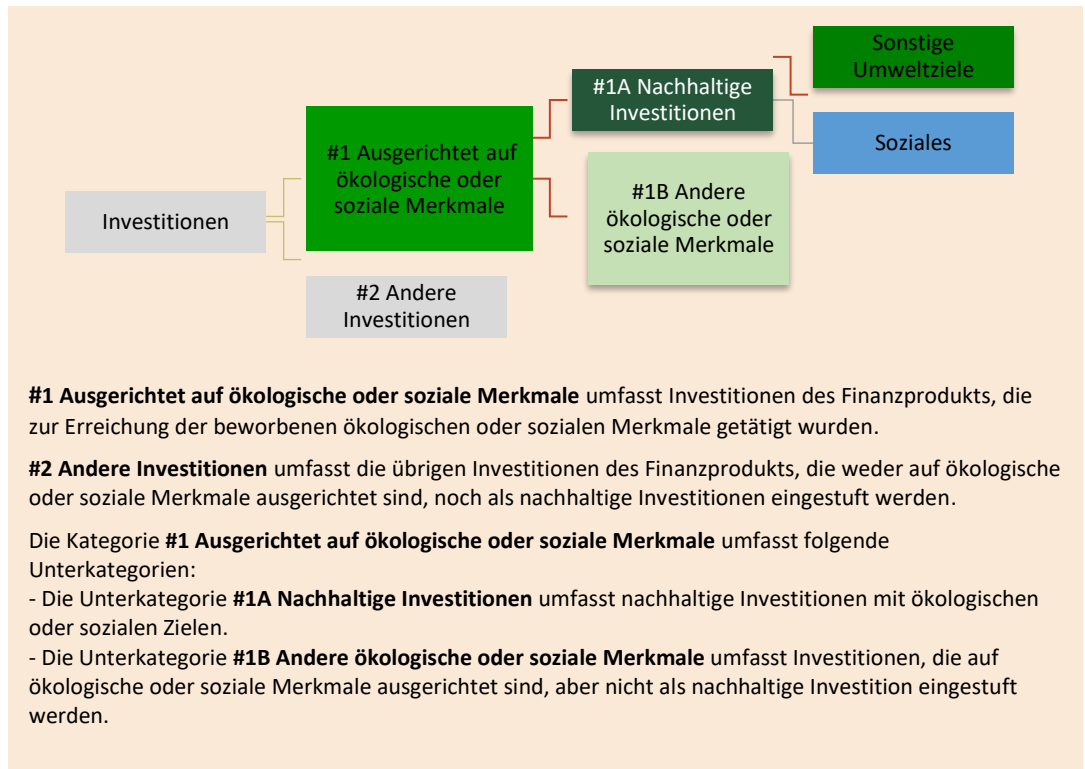 Sonstige
Umweltziele
#1A Nachhaltige
Investitionen
Soziales
#1 Ausgerichtet auf
ökologische oder
soziale Merkmale
#1B Andere
ökologische oder
soziale Merkmale
Investitionen
#2 Andere
Investitionen
#1 Ausgerichtet auf ökologische oder soziale Merkmale umfasst Investitionen des Finanzprodukts, die
zur Erreichung der beworbenen ökologischen oder sozialen Merkmale getätigt wurden.
#2 Andere Investitionen umfasst die übrigen Investitionen des Finanzprodukts, die weder auf ökologische
oder soziale Merkmale ausgerichtet sind, noch als nachhaltige Investitionen eingestuft werden.
Die Kategorie #1 Ausgerichtet auf ökologische oder soziale Merkmale umfasst folgende
Unterkategorien:
- Die Unterkategorie #1A Nachhaltige Investitionen umfasst nachhaltige Investitionen mit ökologischen
oder sozialen Zielen.
- Die Unterkategorie #1B Andere ökologische oder soziale Merkmale umfasst Investitionen, die auf
ökologische oder soziale Merkmale ausgerichtet sind, aber nicht als nachhaltige Investition eingestuft
werden.